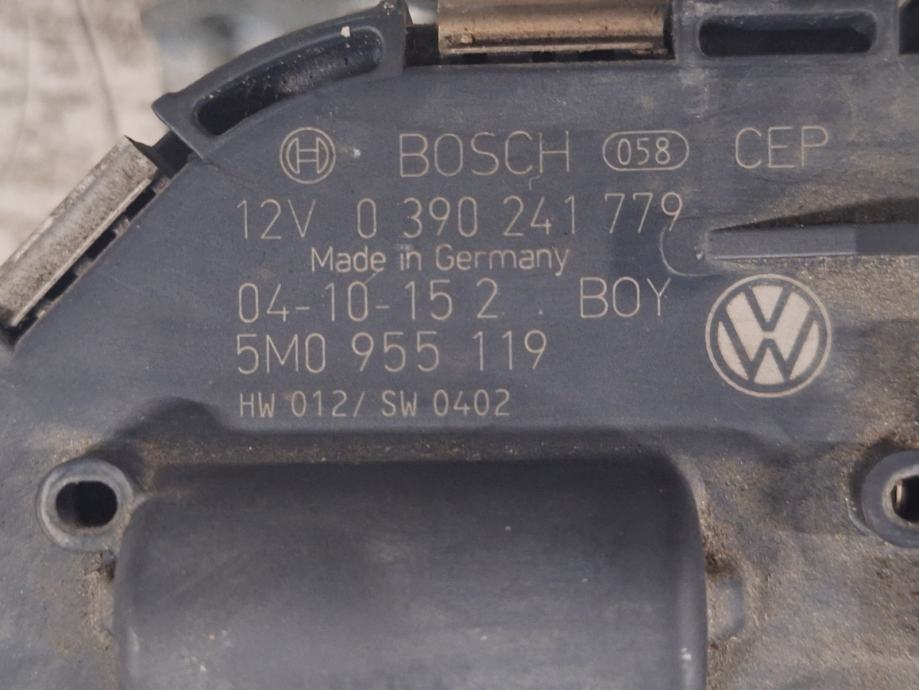 BOSCH 058 CEP
12V 0 390 241 779
Made in Germany
04-10-15 2 . BOY
5M0 955 119
HW 012/ SW 0402
VW